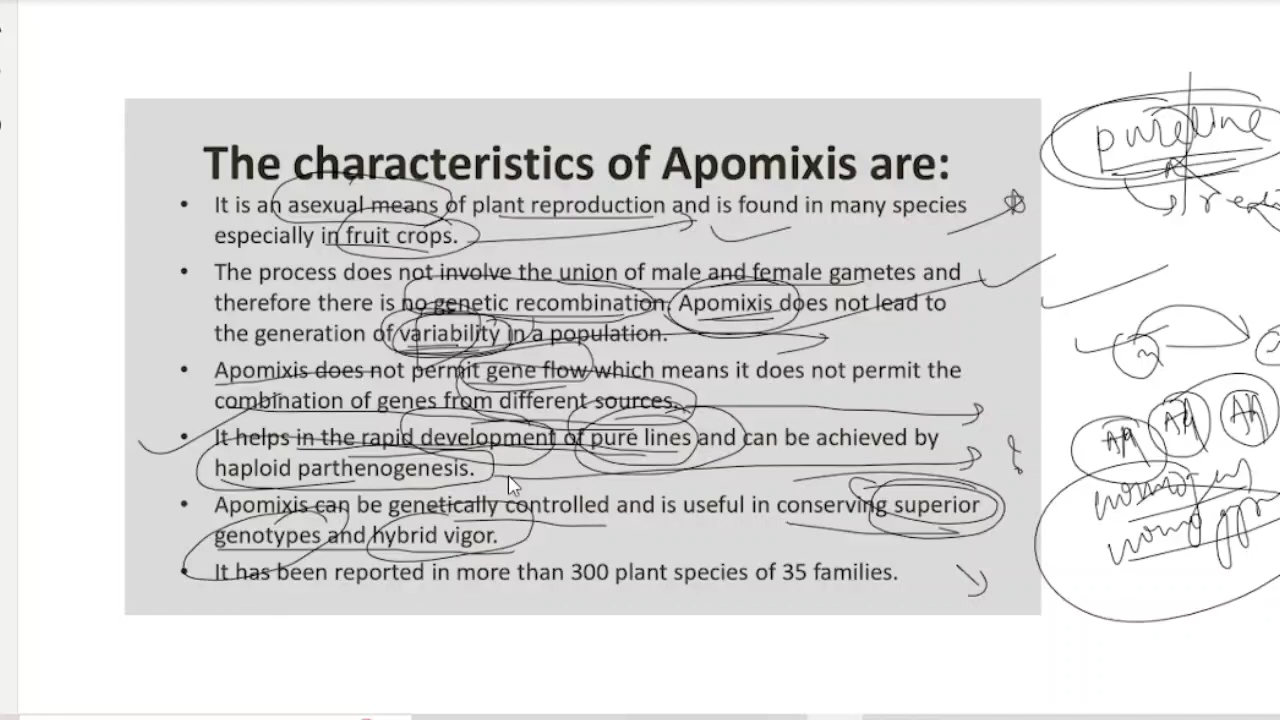 The characteristics of Apomixis are:
• It is an asexual means of plant reproduction and is found in many species
especially in fruit crops.
• The process does not involve the union of male and female gametes and
therefore there is no genetic recombination. Apomixis does not lead to
the generation of variability in a population.
• Apomixis does not permit gene flow which means it does not permit the
combination of genes from different sources.
• It helps in the rapid development of pure lines and can be achieved by
haploid parthenogenesis.
• Apomixis can be genetically controlled and is useful in conserving superior
genotypes and hybrid vigor.
• It has been reported in more than 300 plant species of 35 families.
pureline